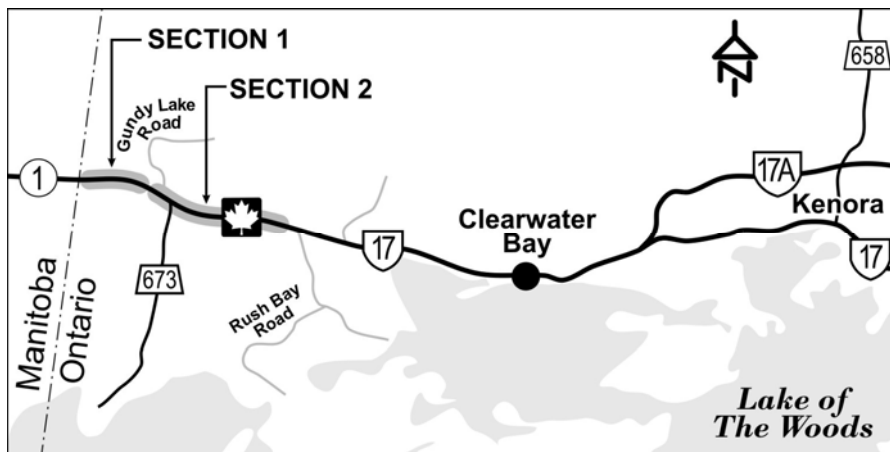 SECTION 1
SECTION 2
Gundy Lake
Road
N
658
1
17A
Kenora
Clearwater
Bay
17
17
673
Rush Bay
Road
Manitoba
Ontario
Lake of
The Woods